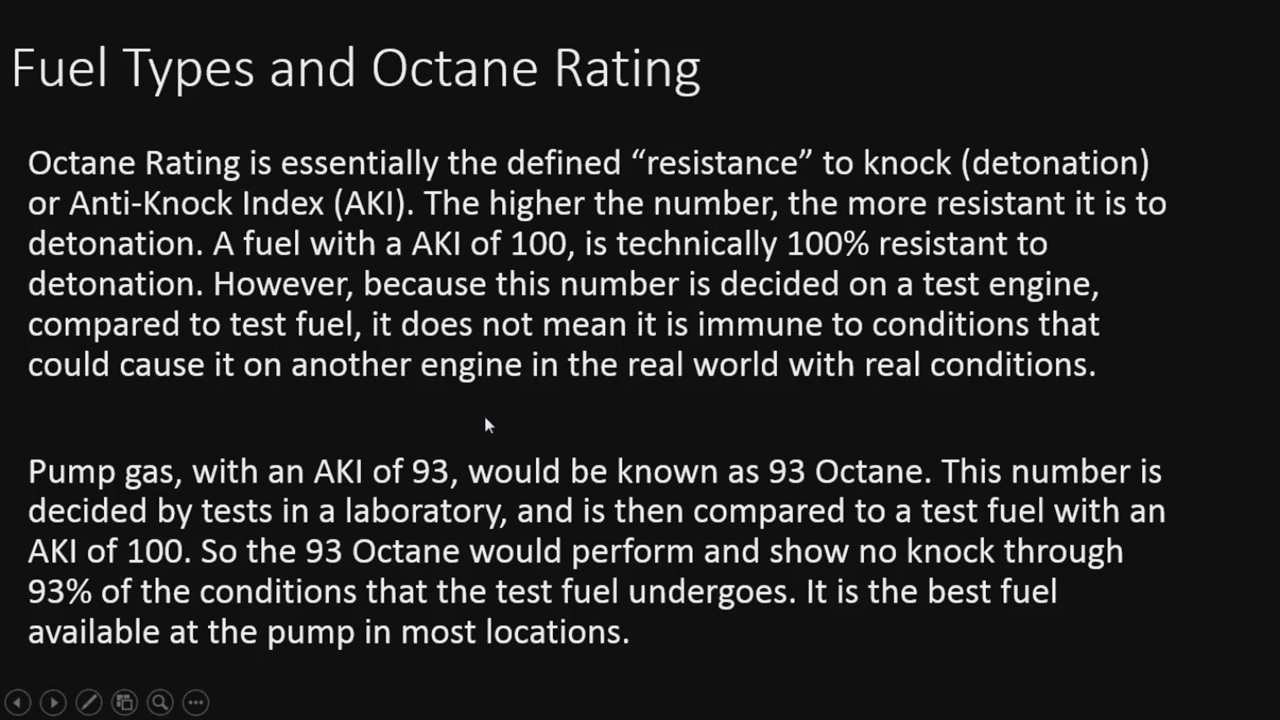 Fuel Types and Octane Rating
Octane Rating is essentially the defined “resistance” to knock (detonation)
or Anti-Knock Index (AKI). The higher the number, the more resistant it is to
detonation. A fuel with a AKI of 100, is technically 100% resistant to
detonation. However, because this number is decided on a test engine,
compared to test fuel, it does not mean it is immune to conditions that
could cause it on another engine in the real world with real conditions.
Pump gas, with an AKI of 93, would be known as 93 Octane. This number is
decided by tests in a laboratory, and is then compared to a test fuel with an
AKI of 100. So the 93 Octane would perform and show no knock through
93% of the conditions that the test fuel undergoes. It is the best fuel
available at the pump in most locations.